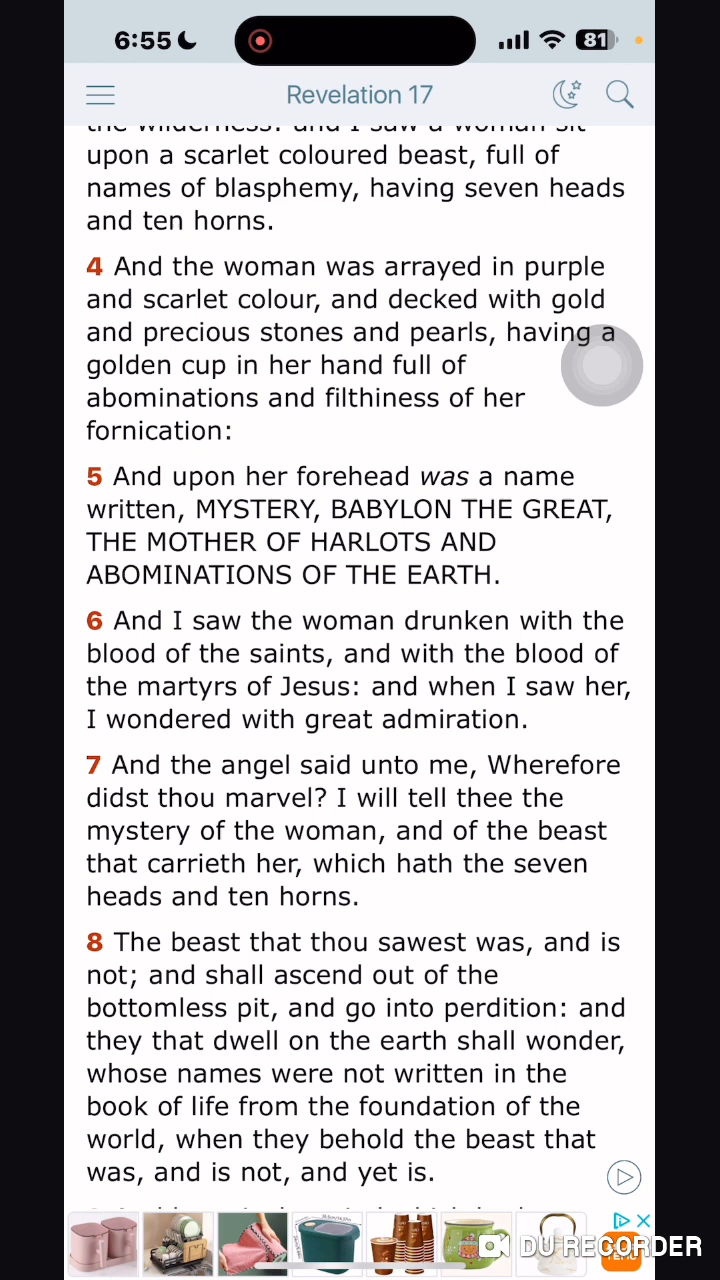 6:55
81
Revelation 17
the wilderness: and I saw a woman sit
upon a scarlet coloured beast, full of
names of blasphemy, having seven heads
and ten horns.
4 And the woman was arrayed in purple
and scarlet colour, and decked with gold
and precious stones and pearls, having a
golden cup in her hand full of
abominations and filthiness of her
fornication:
5 And upon her forehead was a name
written, MYSTERY, BABYLON THE GREAT,
THE MOTHER OF HARLOTS AND
ABOMINATIONS OF THE EARTH.
6 And I saw the woman drunken with the
blood of the saints, and with the blood of
the martyrs of Jesus: and when I saw her,
I wondered with great admiration.
7 And the angel said unto me, Wherefore
didst thou marvel? I will tell thee the
mystery of the woman, and of the beast
that carrieth her, which hath the seven
heads and ten horns.
8 The beast that thou sawest was, and is
not; and shall ascend out of the
bottomless pit, and go into perdition: and
they that dwell on the earth shall wonder,
whose names were not written in the
book of life from the foundation of the
world, when they behold the beast that
was, and is not, and yet is.
DU RECORDER